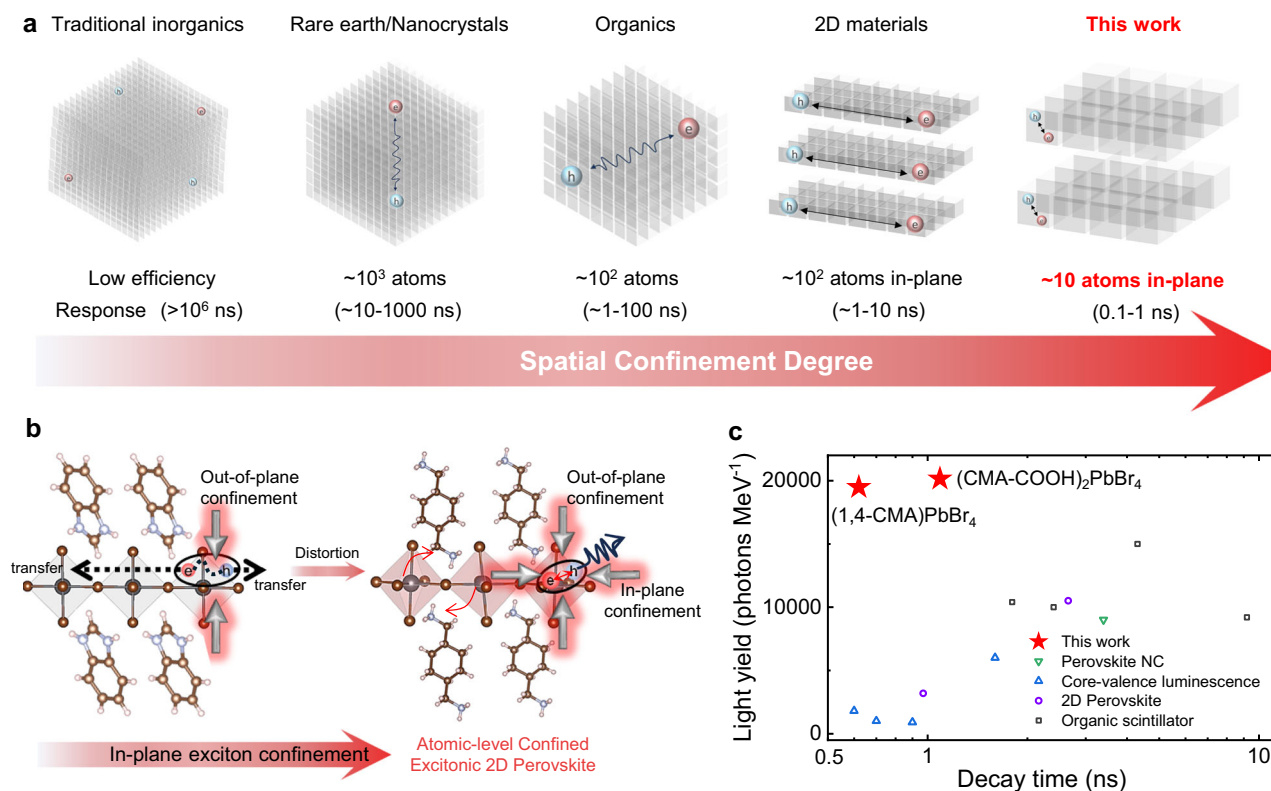 a
Traditional inorganics
Rare earth/Nanocrystals
Organics
2D materials
This work
h
e
e
h
e
h
h
e
h
e
h
e
h
e
h
e
h
e
Low efficiency
Response (>10⁶ ns)
~10³ atoms
(~10-1000 ns)
~10² atoms
(~1-100 ns)
~10² atoms in-plane
(~1-10 ns)
~10 atoms in-plane
(0.1-1 ns)
Spatial Confinement Degree
b
Out-of-plane
confinement
transfer
e
h
transfer
Distortion
Out-of-plane
confinement
e
h
In-plane
confinement
In-plane exciton confinement
Atomic-level Confined
Excitonic 2D Perovskite
c
Light yield (photons MeV⁻¹)
20000
10000
0
(CMA-COOH)₂PbBr₄
(1,4-CMA)PbBr₄
This work
Perovskite NC
Core-valence luminescence
2D Perovskite
Organic scintillator
0.5
1
10
Decay time (ns)